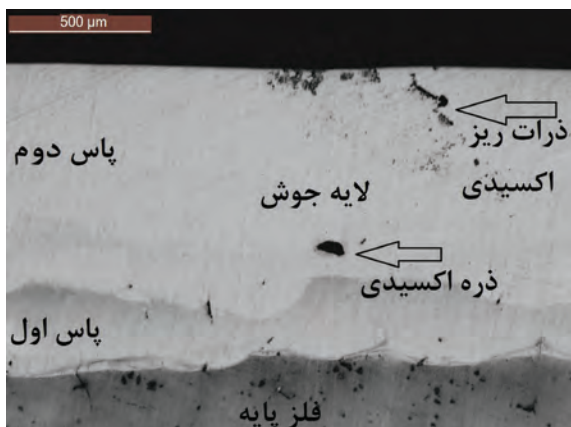 500 µm
ذرات ریز
اکسیدی
پاس دوم
لایه جوش
ذره اکسیدی
پاس اول
فلز پایه